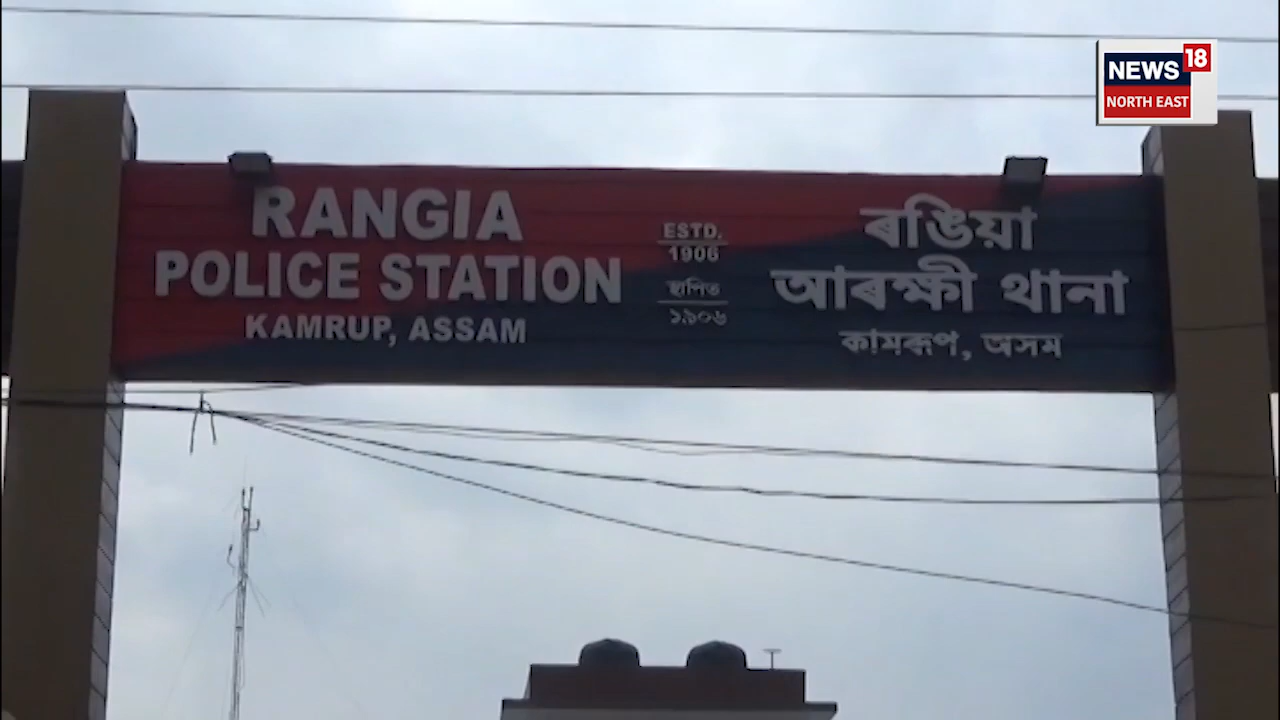 NEWS 18
NORTH EAST
RANGIA
POLICE STATION
KAMRUP, ASSAM
ESTD.
1906
স্থাপিত
১৯০৬
ৰঙিয়া
আৰক্ষী থানা
কামৰূপ, অসম